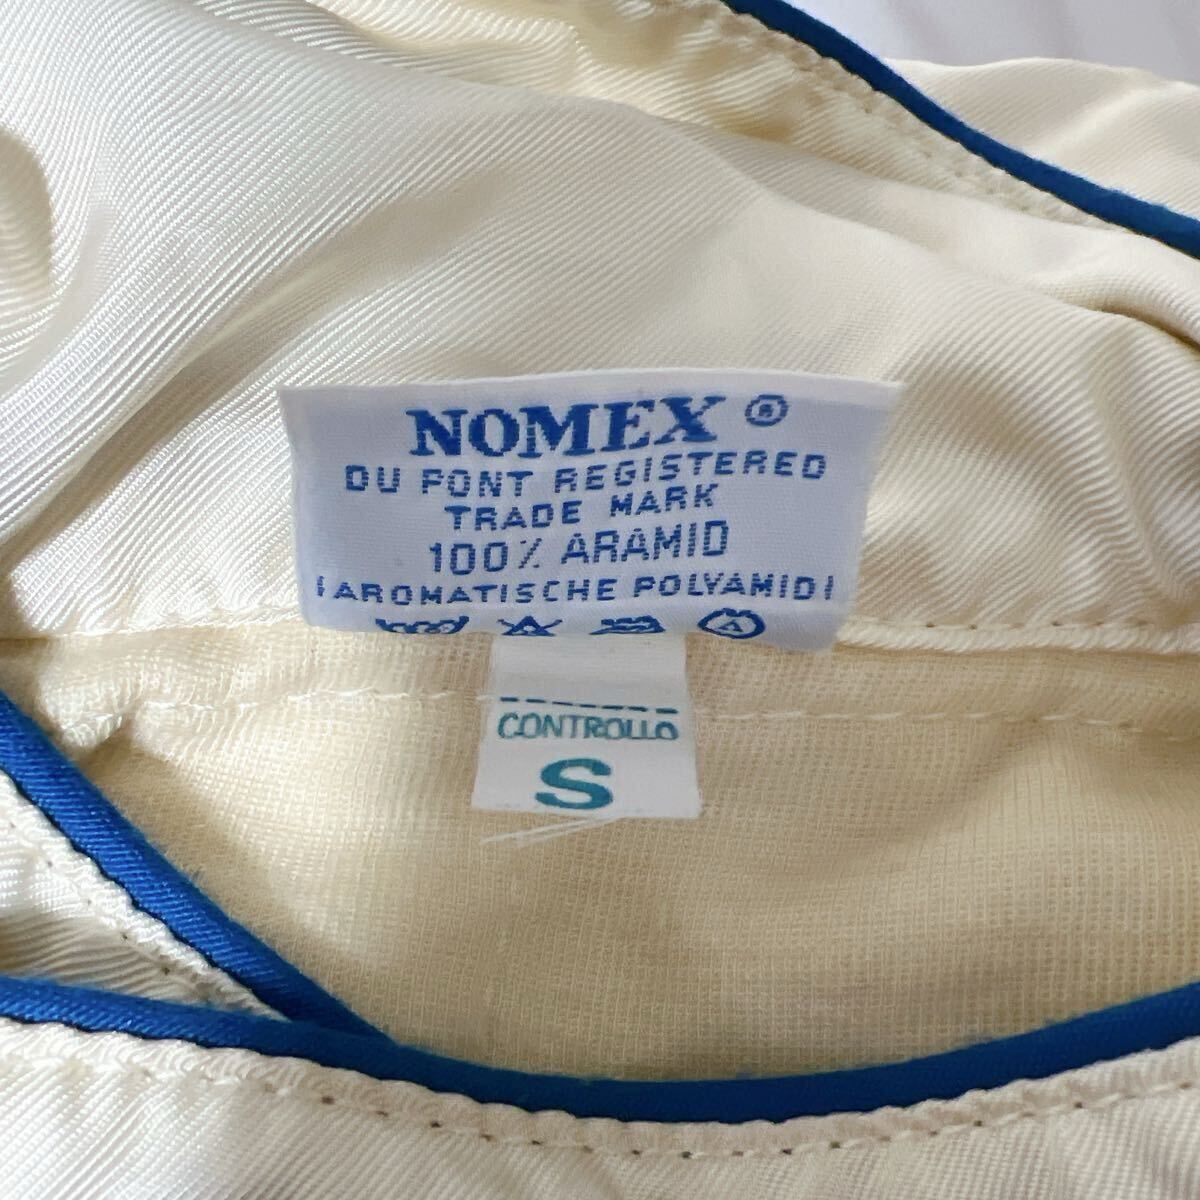 NOMEX ®
DU PONT REGISTERED
TRADE MARK
100% ARAMID
(AROMATISCHE POLYAMID)
CONTROLLO
S